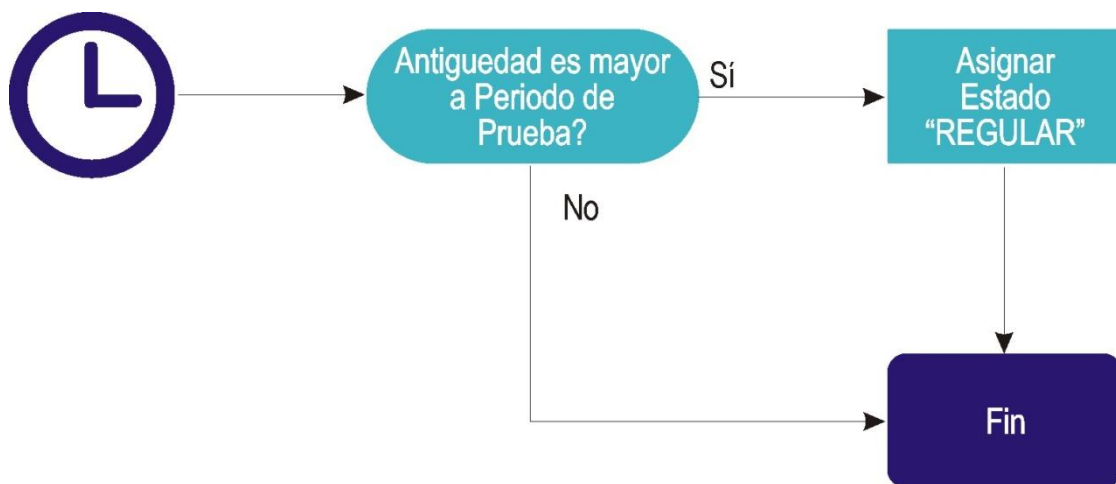 Antiguedad es mayor
a Periodo de
Prueba?
Sí
Asignar
Estado
“REGULAR”
No
Fin